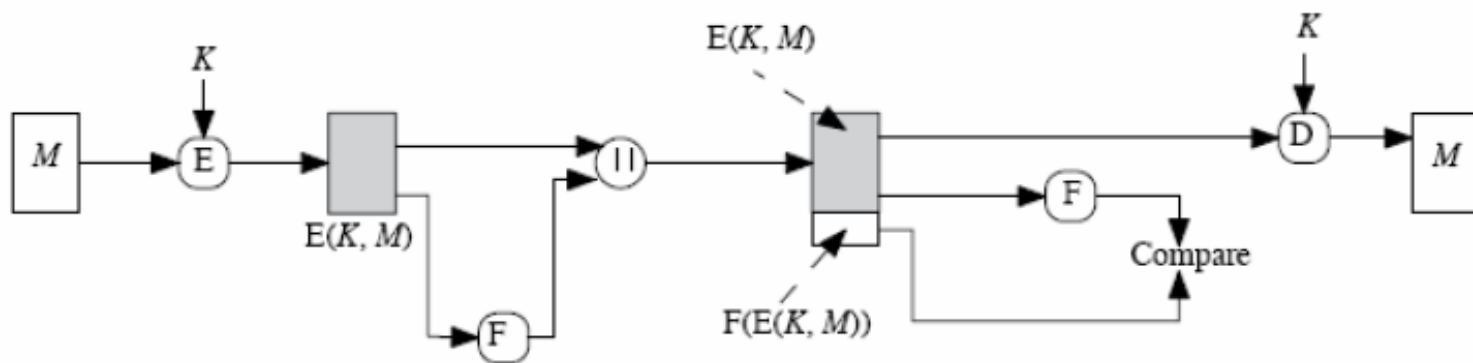 E(K, M)
K
K
M
E
||
D
M
F
E(K, M)
Compare
F
F(E(K, M))